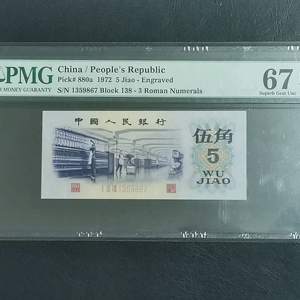 PMG
China / People's Republic
Pick# 880a 1972 5 Jiao - Engraved
S/N 1359867 Block 138 - 3 Roman Numerals
67
MONEY GUARANTY
Superb Gem Unc
中國人民銀行
伍角
5
WU
JIAO
1359867